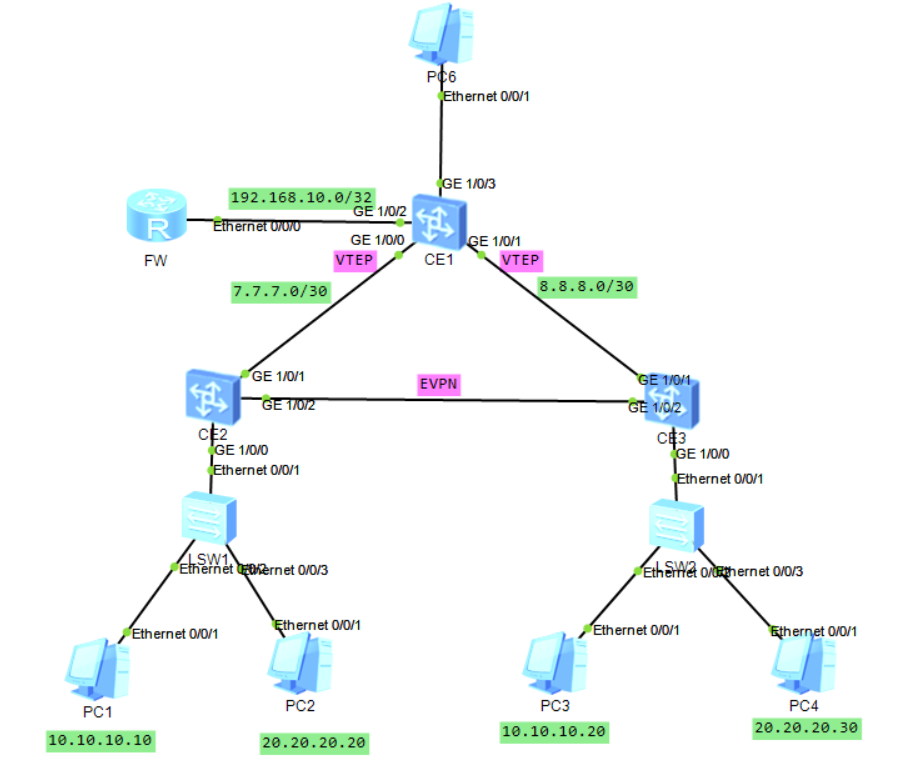 PC6
Ethernet 0/0/1
GE 1/0/3
192.168.10.0/32
GE 1/0/2
Ethernet 0/0/0
R
FW
GE 1/0/0
GE 1/0/1
CE1
VTEP
VTEP
7.7.7.0/30
8.8.8.0/30
GE 1/0/1
GE 1/0/1
EVPN
GE 1/0/2
GE 1/0/2
CE2
CE3
GE 1/0/0
GE 1/0/0
Ethernet 0/0/1
Ethernet 0/0/1
LSW1
LSW2
Ethernet 0/0/2
Ethernet 0/0/3
Ethernet 0/0/2
Ethernet 0/0/3
Ethernet 0/0/1
Ethernet 0/0/1
Ethernet 0/0/1
Ethernet 0/0/1
PC1
PC2
PC3
PC4
10.10.10.10
20.20.20.20
10.10.10.20
20.20.20.30